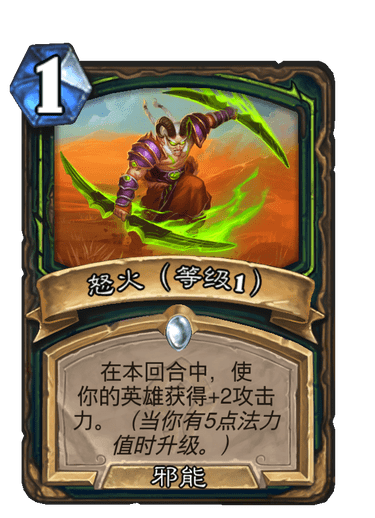 1
怒火（等级1）
在本回合中，使
你的英雄获得+2攻击
力。（当你有5点法力
值时升级。）
邪能